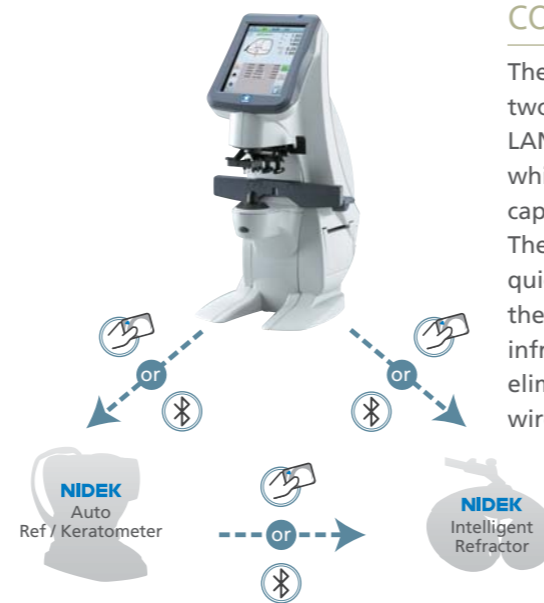 CO
The
two
LAN
whi
cap
The
qui
the
infr
elim
wir
or
or
NIDEK
Auto
Ref / Keratometer
or
NIDEK
Intelligent
Refractor